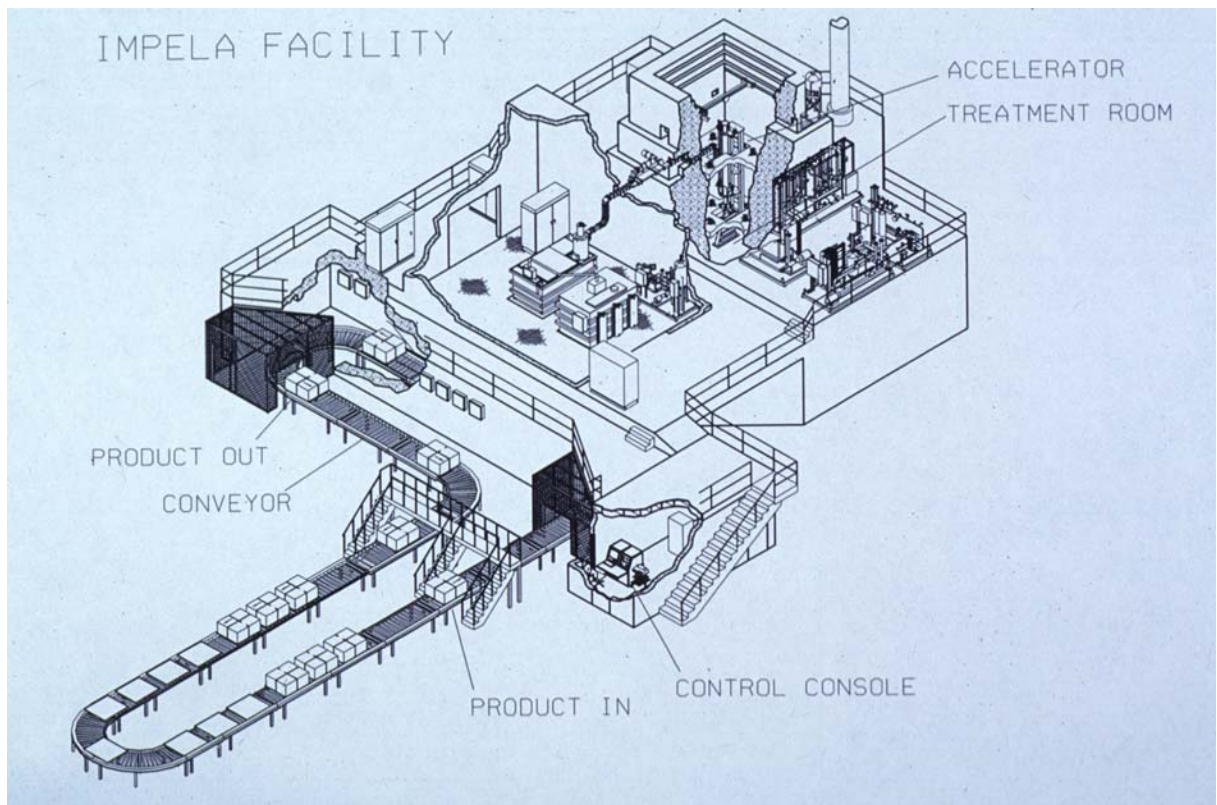 IMPELA FACILITY
ACCELERATOR
TREATMENT ROOM
PRODUCT OUT
CONVEYOR
PRODUCT IN
CONTROL CONSOLE